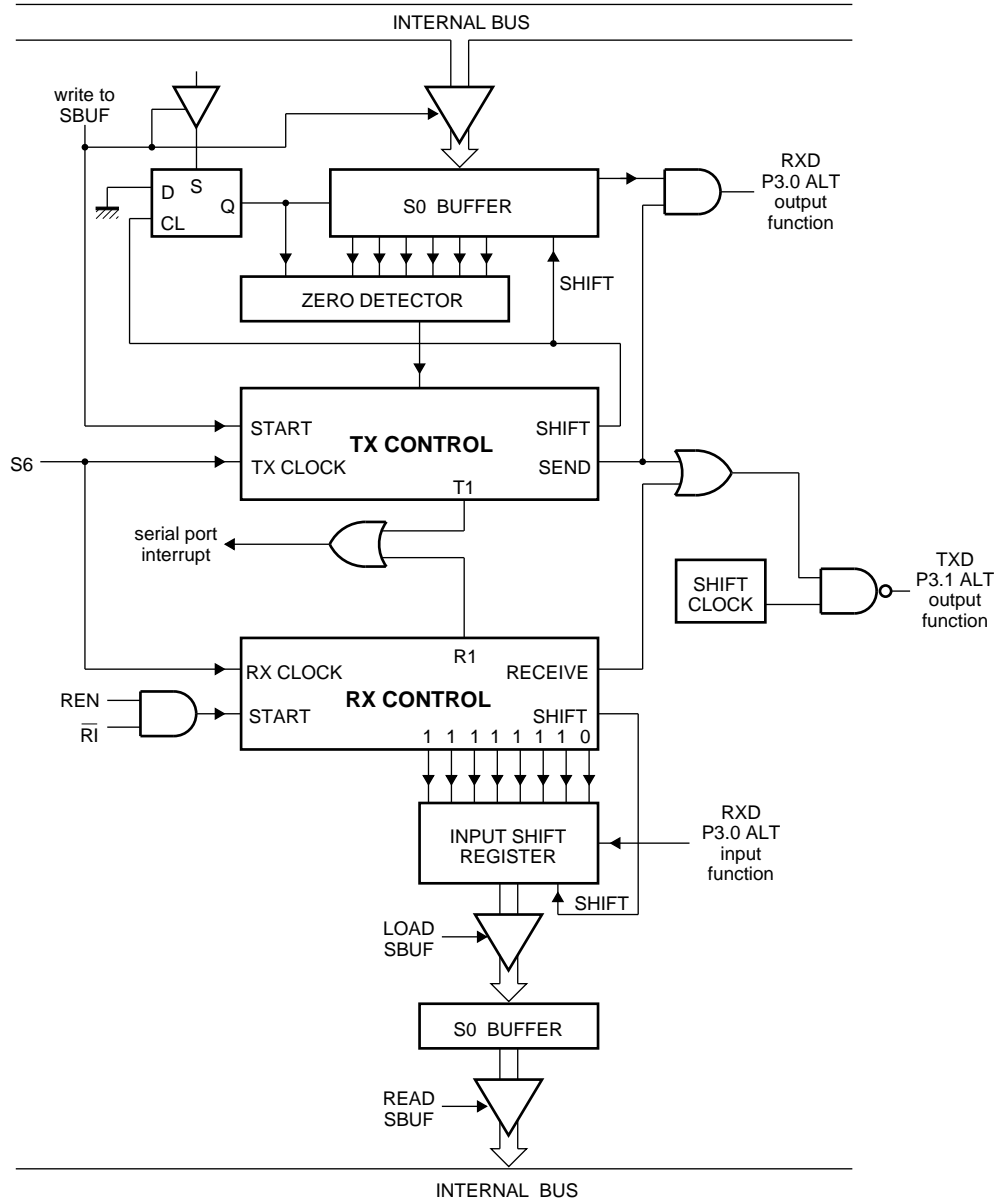 INTERNAL BUS
write to
SBUF
D
S
Q
CL
S0 BUFFER
RXD
P3.0 ALT
output
function
ZERO DETECTOR
SHIFT
START
TX CONTROL
SHIFT
S6
TX CLOCK
SEND
T1
serial port
interrupt
SHIFT
CLOCK
TXD
P3.1 ALT
output
function
R1
RX CLOCK
RECEIVE
REN
RX CONTROL
RI
START
SHIFT
1 1 1 1 1 1 1 0
INPUT SHIFT
REGISTER
RXD
P3.0 ALT
input
function
SHIFT
LOAD
SBUF
S0 BUFFER
READ
SBUF
INTERNAL BUS